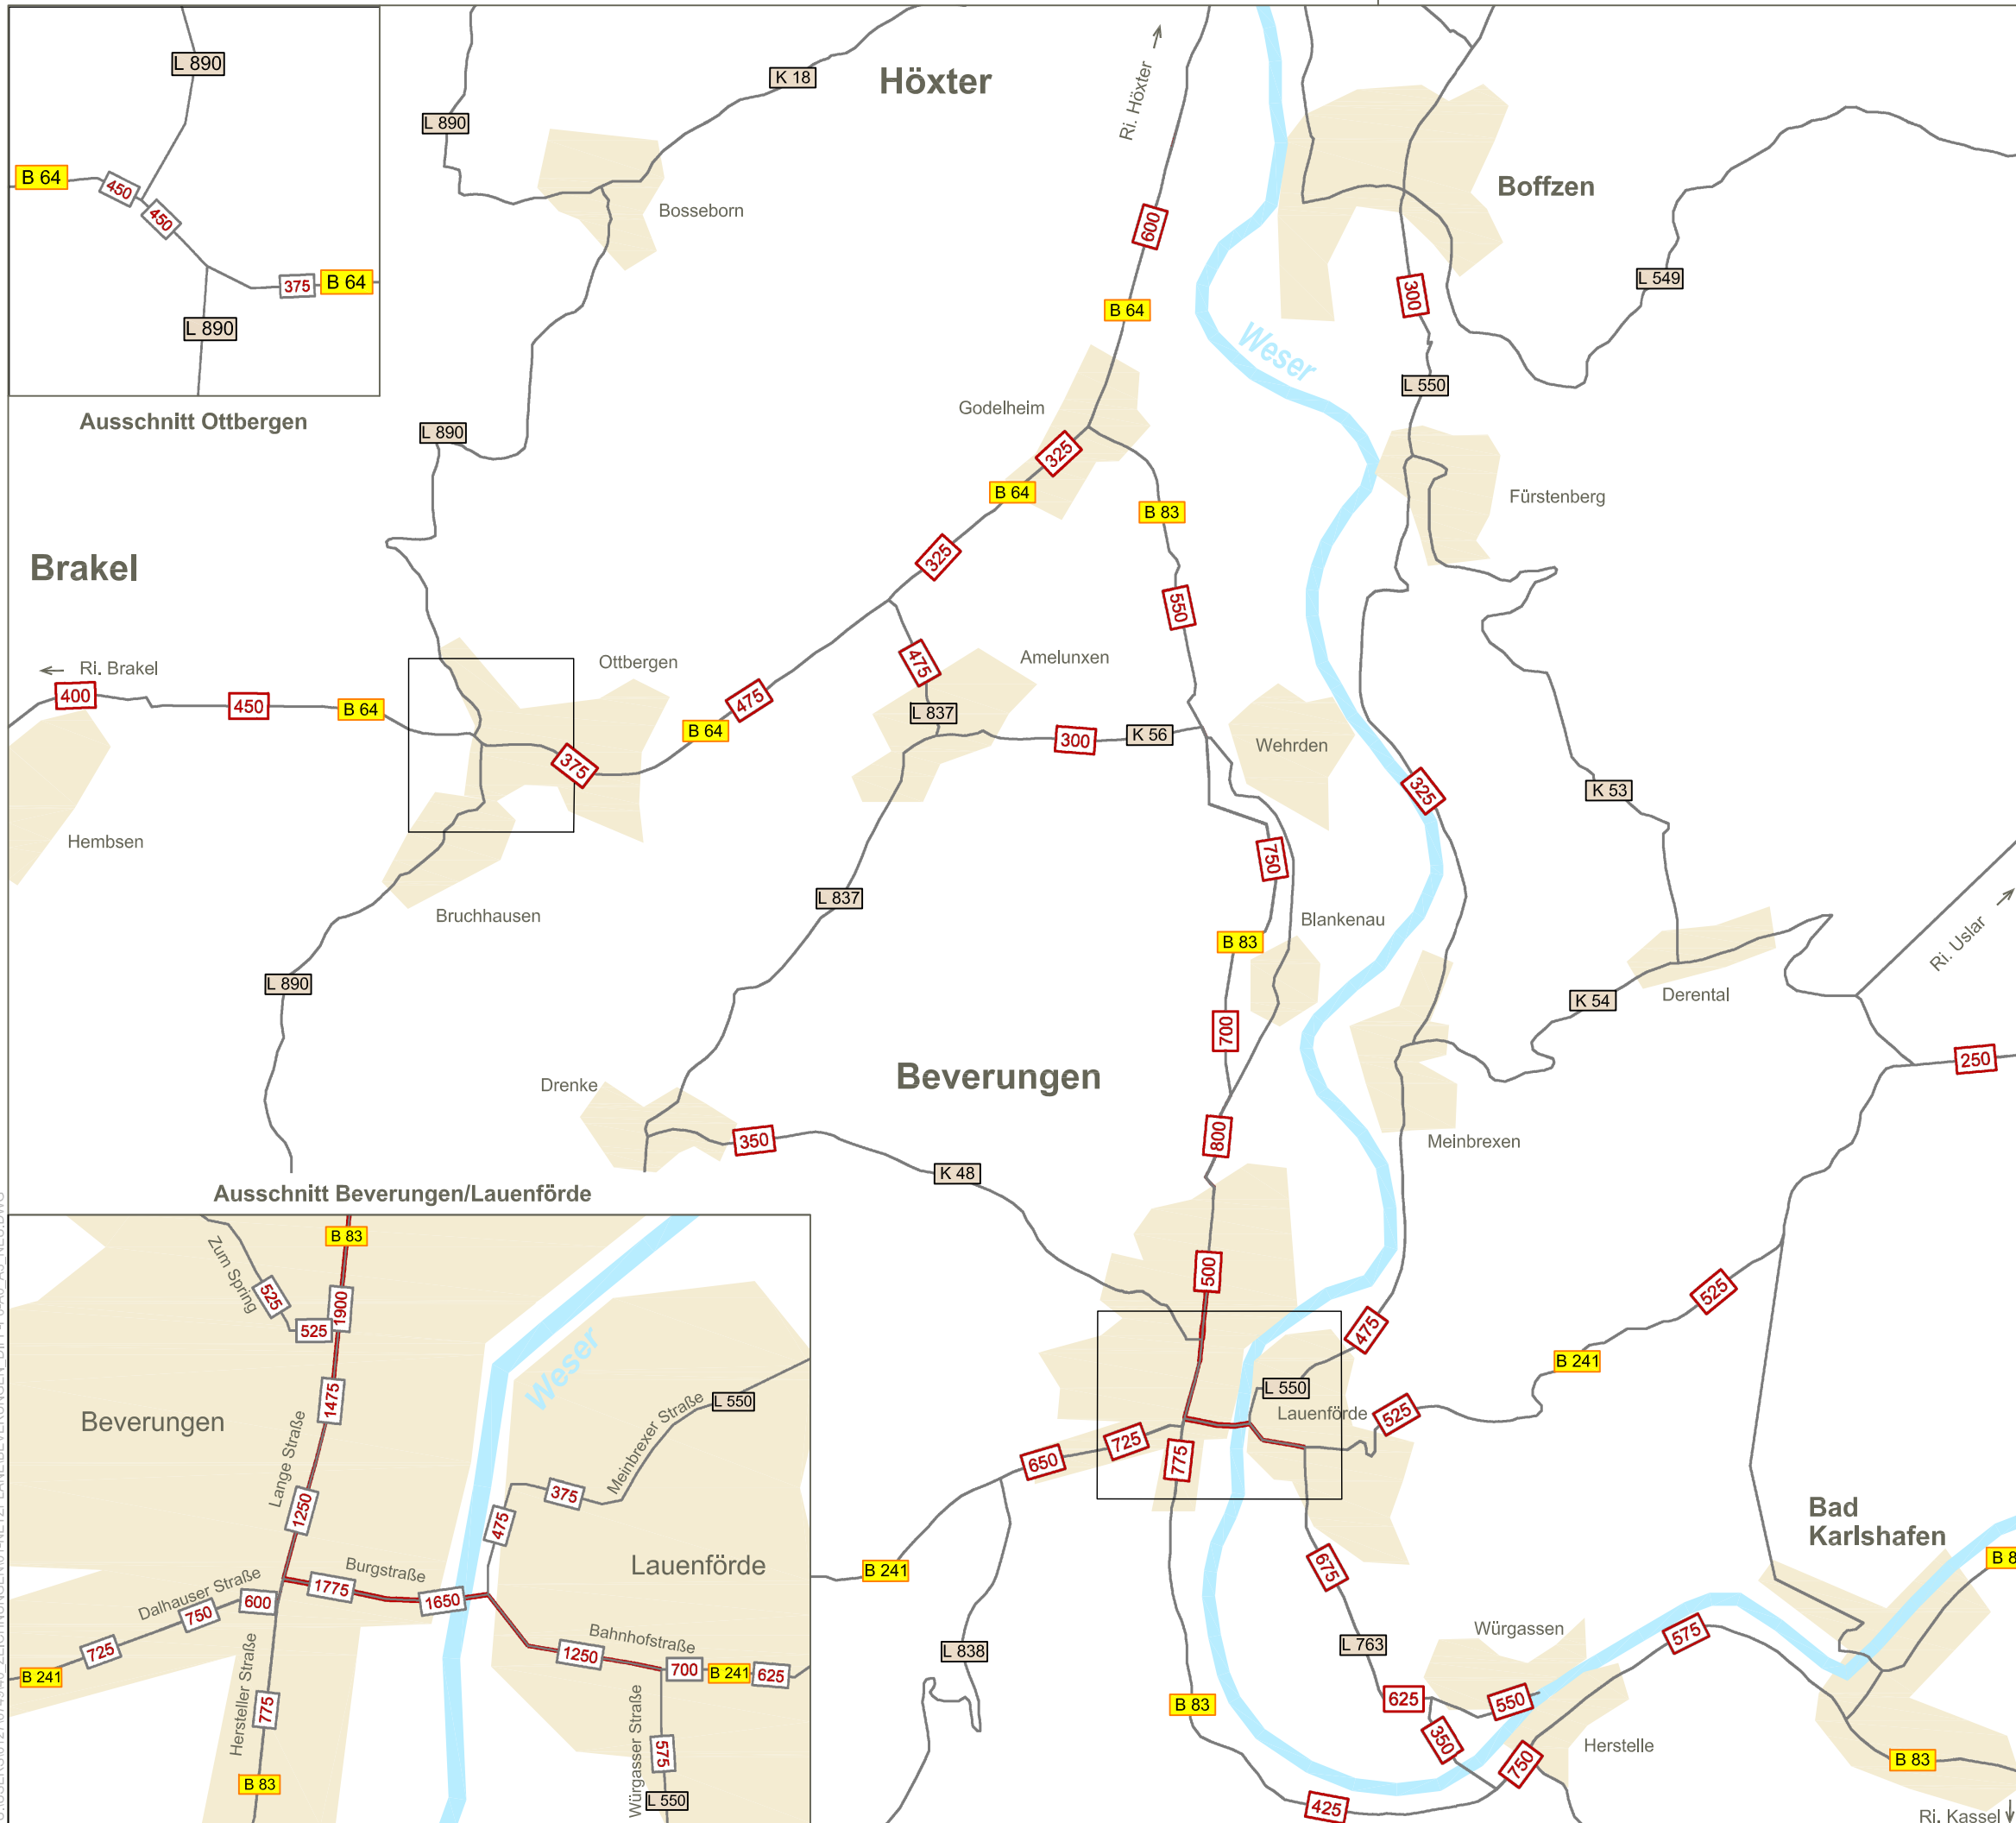 L 890
B 64
450
450
375
B 64
L 890
Ausschnitt Ottbergen
L 890
K 18
Höxter
Ri. Höxter
Bosseborn
Boffzen
600
L 549
300
B 64
Weser
L 550
Godelheim
L 890
325
B 64
Fürstenberg
B 83
325
Brakel
550
Ri. Brakel
Ottbergen
475
Amelunxen
400
450
B 64
475
L 837
B 64
300
K 56
Wehrden
375
325
K 53
Hembsen
750
L 837
Bruchhausen
Blankenau
B 83
Ri. Uslar
L 890
Derental
K 54
700
250
Beverungen
Drenke
800
350
Meinbrexen
K 48
500
525
475
B 241
L 550
Lauenförde
525
725
650
775
B 241
675
Bad
Karlshafen
B 8
L 838
L 763
Würgassen
575
625
550
B 83
350
Herstelle
750
B 83
425
Ri. Kassel
Ausschnitt Beverungen/Lauenförde
B 83
Zum Spring
525
1900
525
Weser
1475
Beverungen
Lange Straße
L 550
Meinbrexer Straße
375
1250
475
Burgstraße
Lauenförde
Dalhauser Straße
1775
600
1650
750
725
B 241
Bahnhofstraße
1250
700
B 241
625
Hersteller Straße
775
Würgasser Straße
575
B 83
L 550